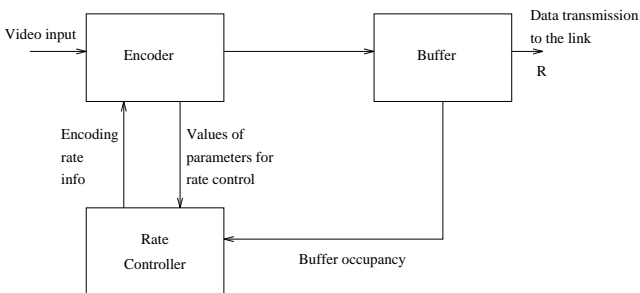 Video input
Encoder
Buffer
Data transmission
to the link
R
Encoding
rate
info
Values of
parameters for
rate control
Rate
Controller
Buffer occupancy